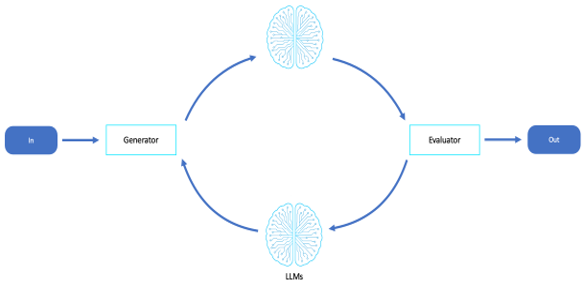 In
Generator
Evaluator
Out
LLMs